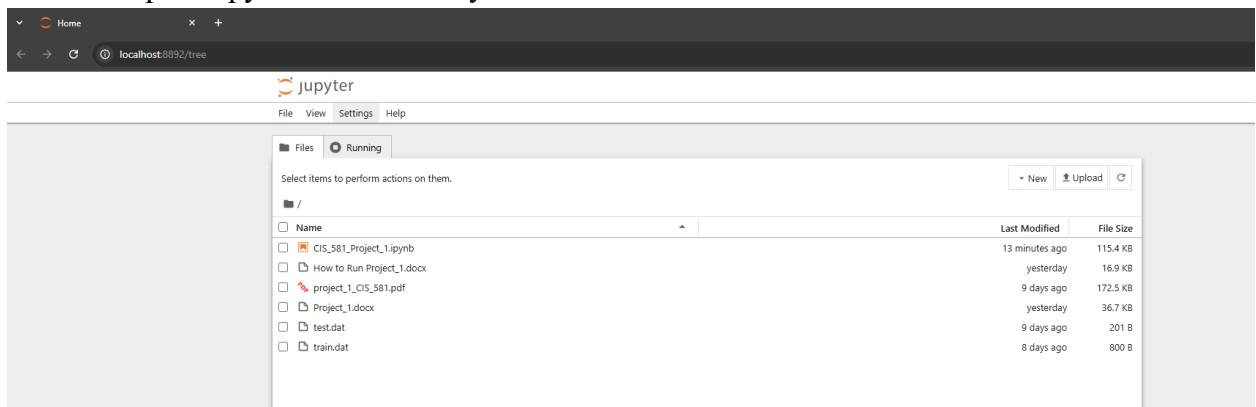 Home
localhost:8892/tree
jupyter
File View Settings Help
Files Running
Select items to perform actions on them.
New Upload
/
Name Last Modified File Size
CIS_581_Project_1.ipynb 13 minutes ago 115.4 KB
How to Run Project_1.docx yesterday 16.9 KB
project_1_CIS_581.pdf 9 days ago 172.5 KB
Project_1.docx yesterday 36.7 KB
test.dat 9 days ago 201 B
train.dat 8 days ago 800 B